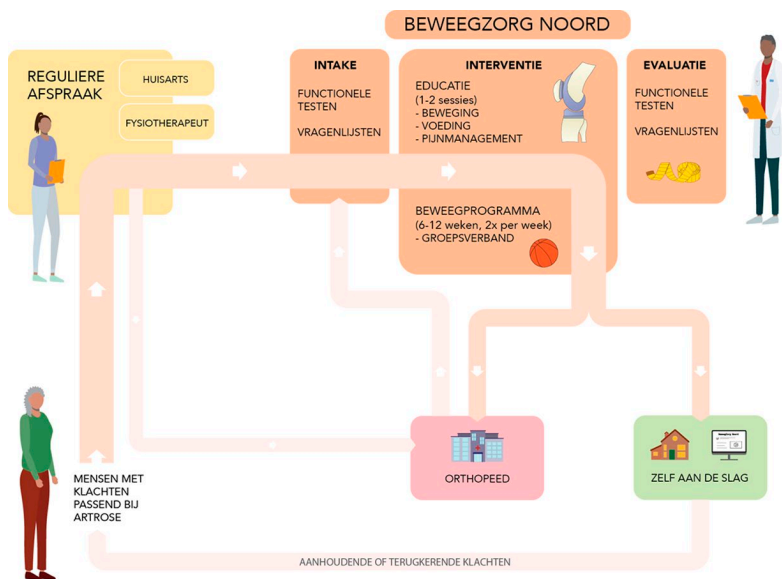 BEWEEGZORG NOORD
REGULIERE
AFSPRAAK
HUISARTS
FYSIOTHERAPEUT
INTAKE
FUNCTIONELE
TESTEN
VRAGENLIJSTEN
INTERVENTIE
EDUCATIE
(1-2 sessies)
- BEWEGING
- VOEDING
- PIJNMANAGEMENT
BEWEEGPROGRAMMA
(6-12 weken, 2x per week)
- GROEPSVERBAND
EVALUATIE
FUNCTIONELE
TESTEN
VRAGENLIJSTEN
MENSEN MET
KLACHTEN
PASSEND BIJ
ARTROSE
ORTHOPEED
ZELF AAN DE SLAG
AANHOUDENDE OF TERUGKERENDE KLACHTEN